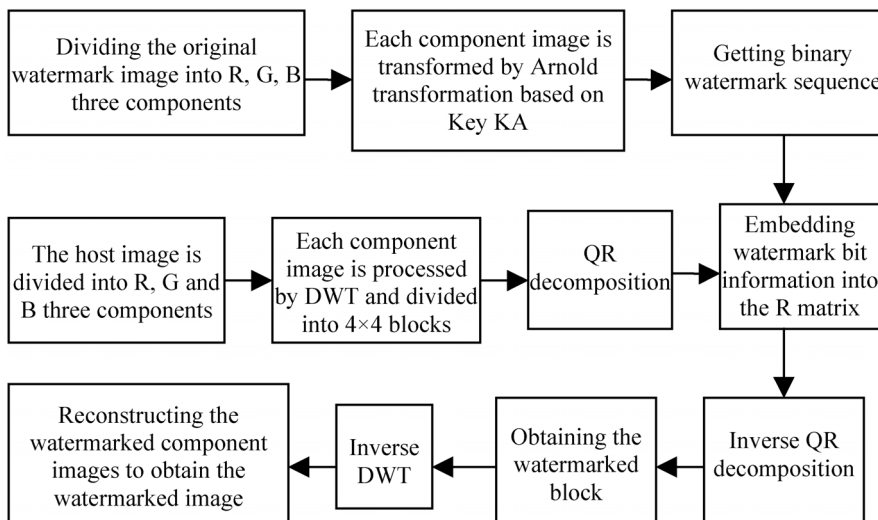 Dividing the original
watermark image into R, G, B
three components
Each component image is
transformed by Arnold
transformation based on
Key KA
Getting binary
watermark sequence
The host image is
divided into R, G and
B three components
Each component
image is processed
by DWT and divided
into 4×4 blocks
QR
decomposition
Embedding
watermark bit
information into
the R matrix
Reconstructing the
watermarked component
images to obtain the
watermarked image
Inverse
DWT
Obtaining the
watermarked
block
Inverse QR
decomposition